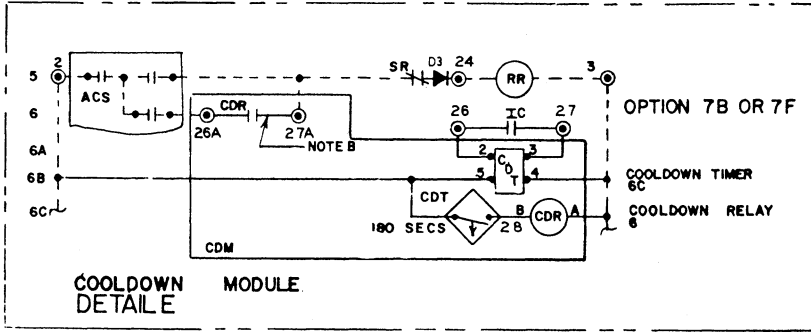 5 2 ACS SR D3 24 RR 3
6 26A CDR 27A 26 IC 27 OPTION 7B OR 7F
NOTE B
6A 2 CDT 3
6B 5 4 COOLDOWN TIMER
6C
6C CDT B CDR A COOLDOWN RELAY
6
180 SECS 28
CDM
COOLDOWN MODULE
DETAILE